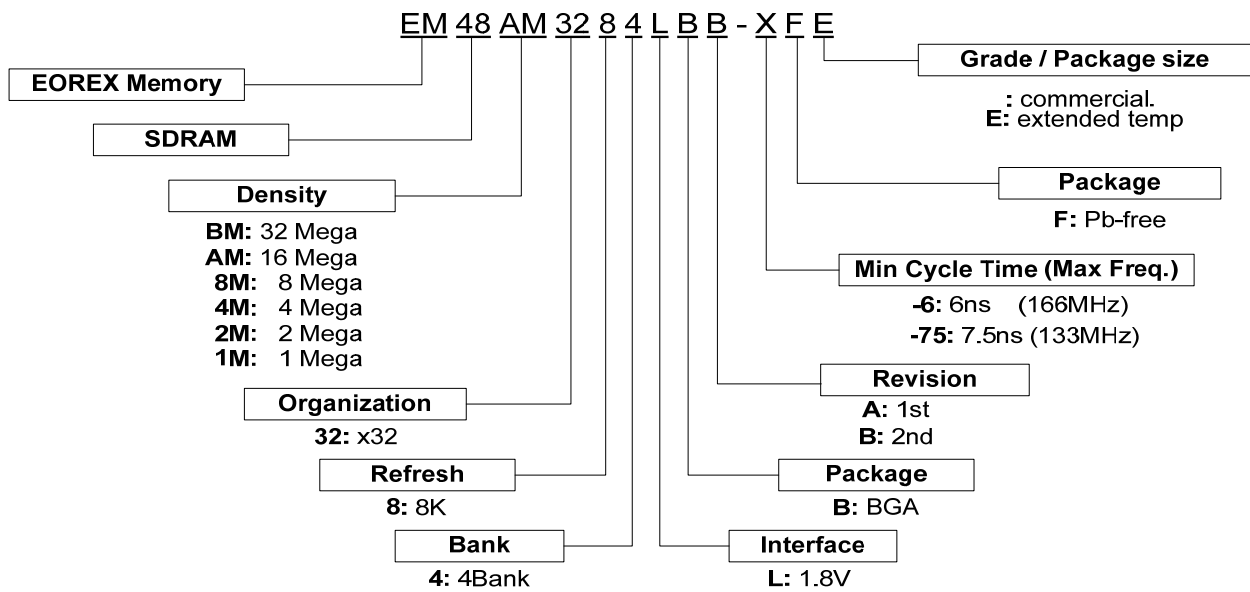 EM 48 AM 32 8 4 L B B - X F E
EOREX Memory
SDRAM
Density
BM: 32 Mega
AM: 16 Mega
8M: 8 Mega
4M: 4 Mega
2M: 2 Mega
1M: 1 Mega
Organization
32: x32
Refresh
8: 8K
Bank
4: 4Bank
Grade / Package size
: commercial.
E: extended temp
Package
F: Pb-free
Min Cycle Time (Max Freq.)
-6: 6ns (166MHz)
-75: 7.5ns (133MHz)
Revision
A: 1st
B: 2nd
Package
B: BGA
Interface
L: 1.8V